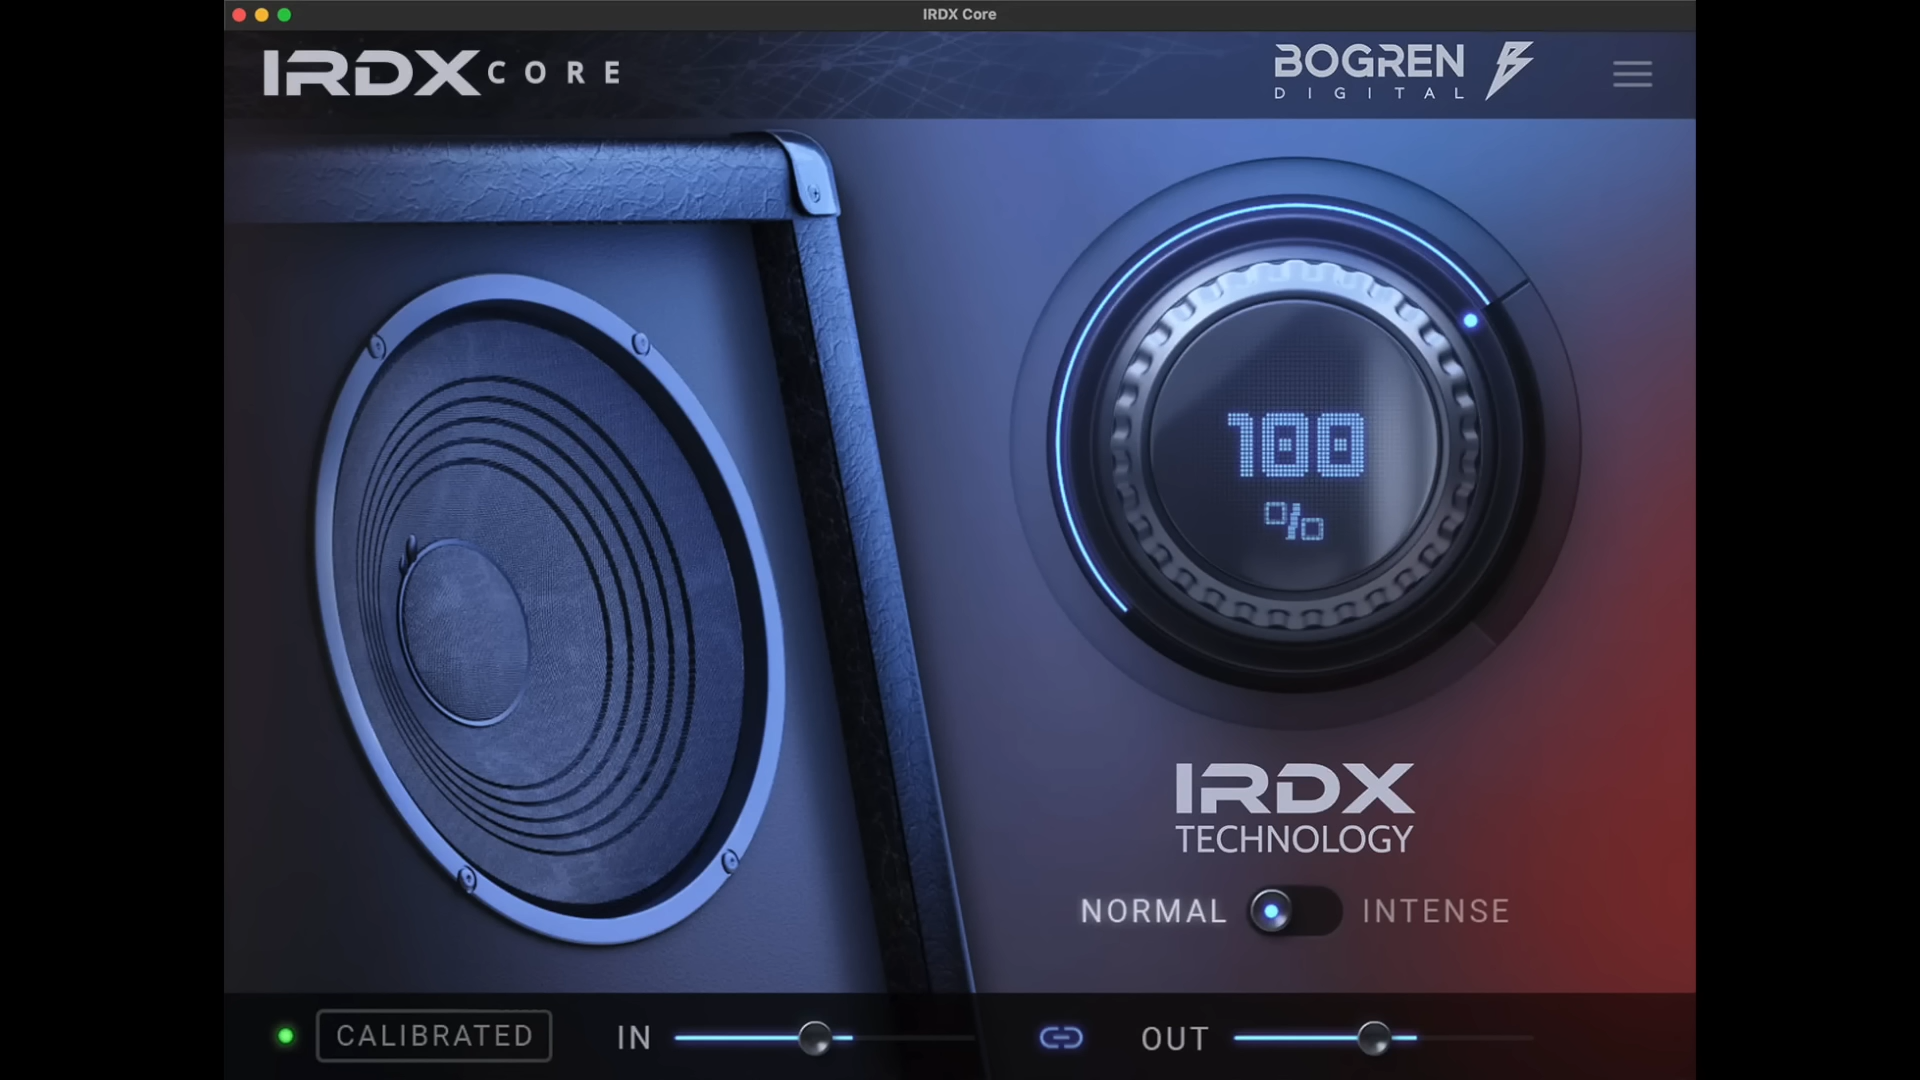 IRDX Core
IRDX CORE
BOGREN
DIGITAL
100
%
IRDX
TECHNOLOGY
NORMAL INTENSE
CALIBRATED IN OUT